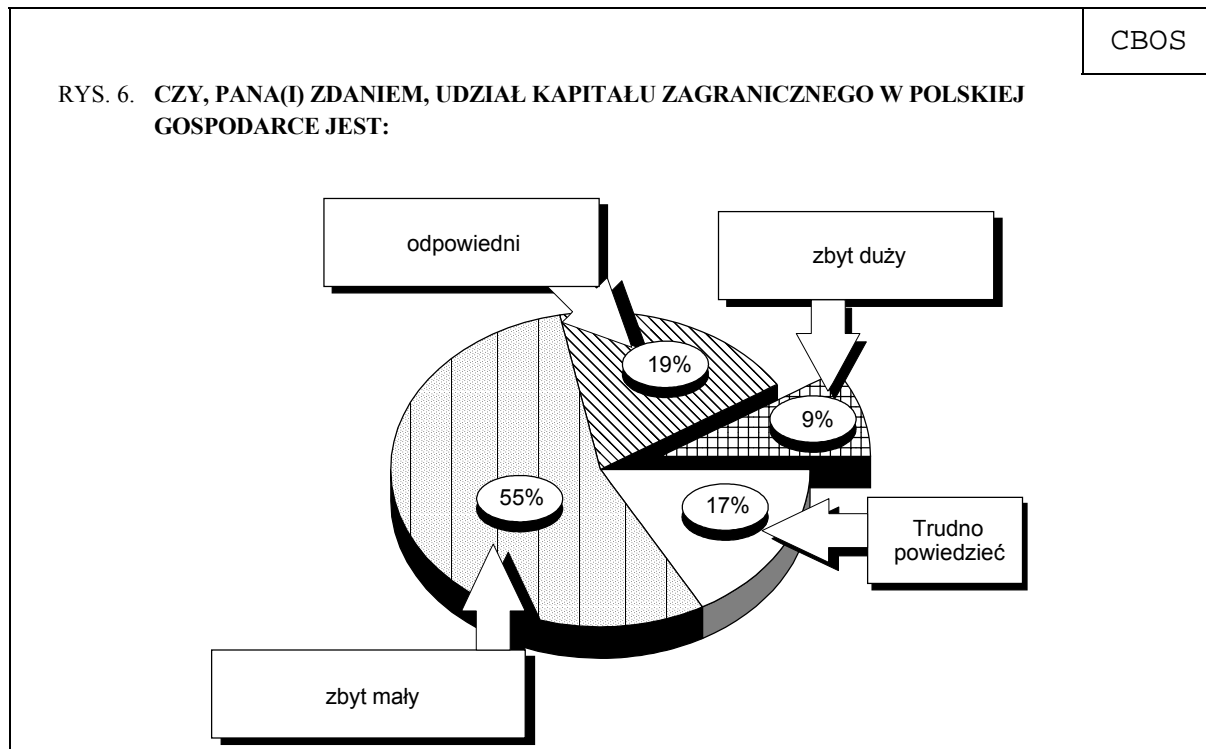 CBOS
RYS. 6. CZY, PANA(I) ZDANIEM, UDZIAŁ KAPITAŁU ZAGRANICZNEGO W POLSKIEJ
GOSPODARCE JEST:
odpowiedni
zbyt duży
19%
9%
55%
17%
Trudno
powiedzieć
zbyt mały